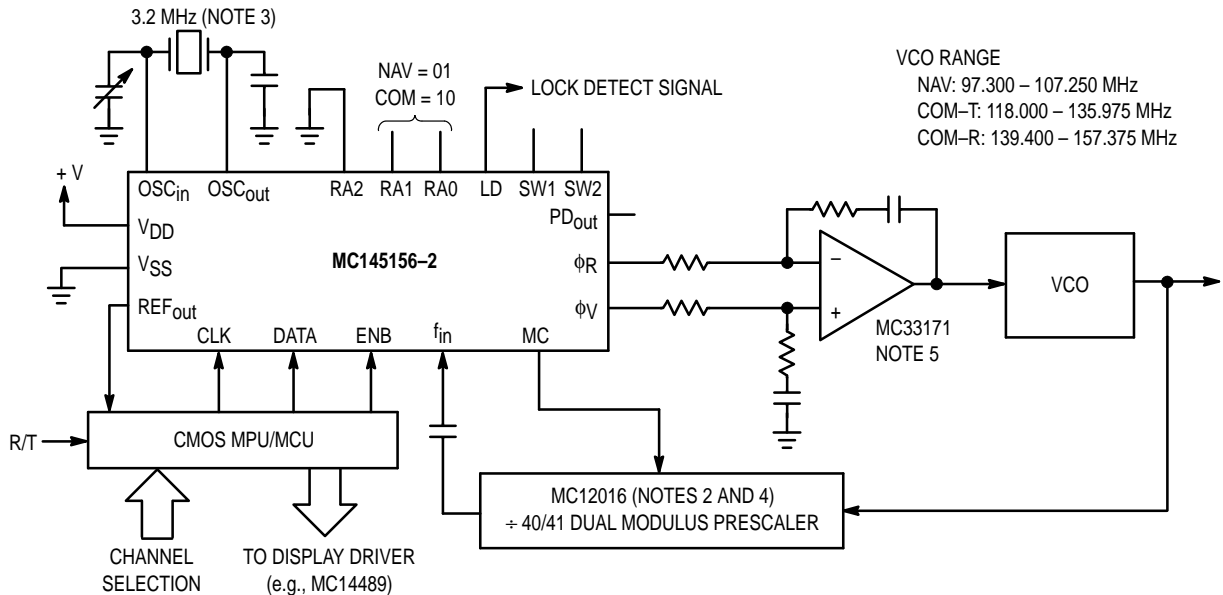 3.2 MHz (NOTE 3)
VCO RANGE
NAV: 97.300 – 107.250 MHz
COM–T: 118.000 – 135.975 MHz
COM–R: 139.400 – 157.375 MHz
NAV = 01
COM = 10
LOCK DETECT SIGNAL
+ V
OSCin
OSCout
RA2
RA1
RA0
LD
SW1
SW2
VDD
PDout
MC145156–2
VSS
ϕR
REFout
ϕV
CLK
DATA
ENB
fin
MC
–
+
MC33171
NOTE 5
VCO
R/T
CMOS MPU/MCU
MC12016 (NOTES 2 AND 4)
÷ 40/41 DUAL MODULUS PRESCALER
CHANNEL
SELECTION
TO DISPLAY DRIVER
(e.g., MC14489)